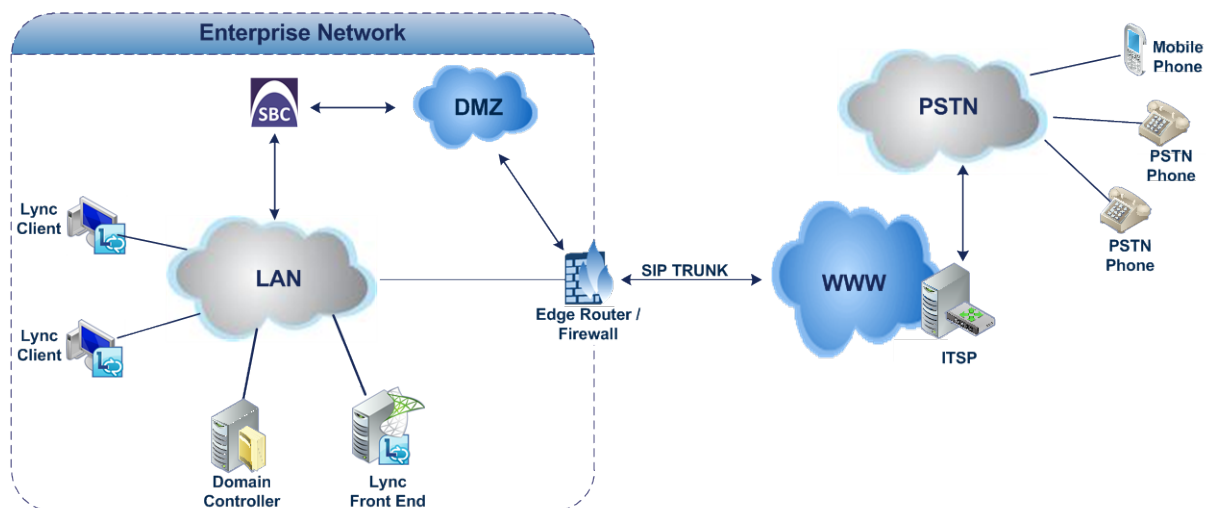 Enterprise Network
SBC
DMZ
Lync
Client
LAN
Lync
Client
Domain
Controller
Lync
Front End
Edge Router /
Firewall
SIP TRUNK
WWW
ITSP
PSTN
Mobile
Phone
PSTN
Phone
PSTN
Phone